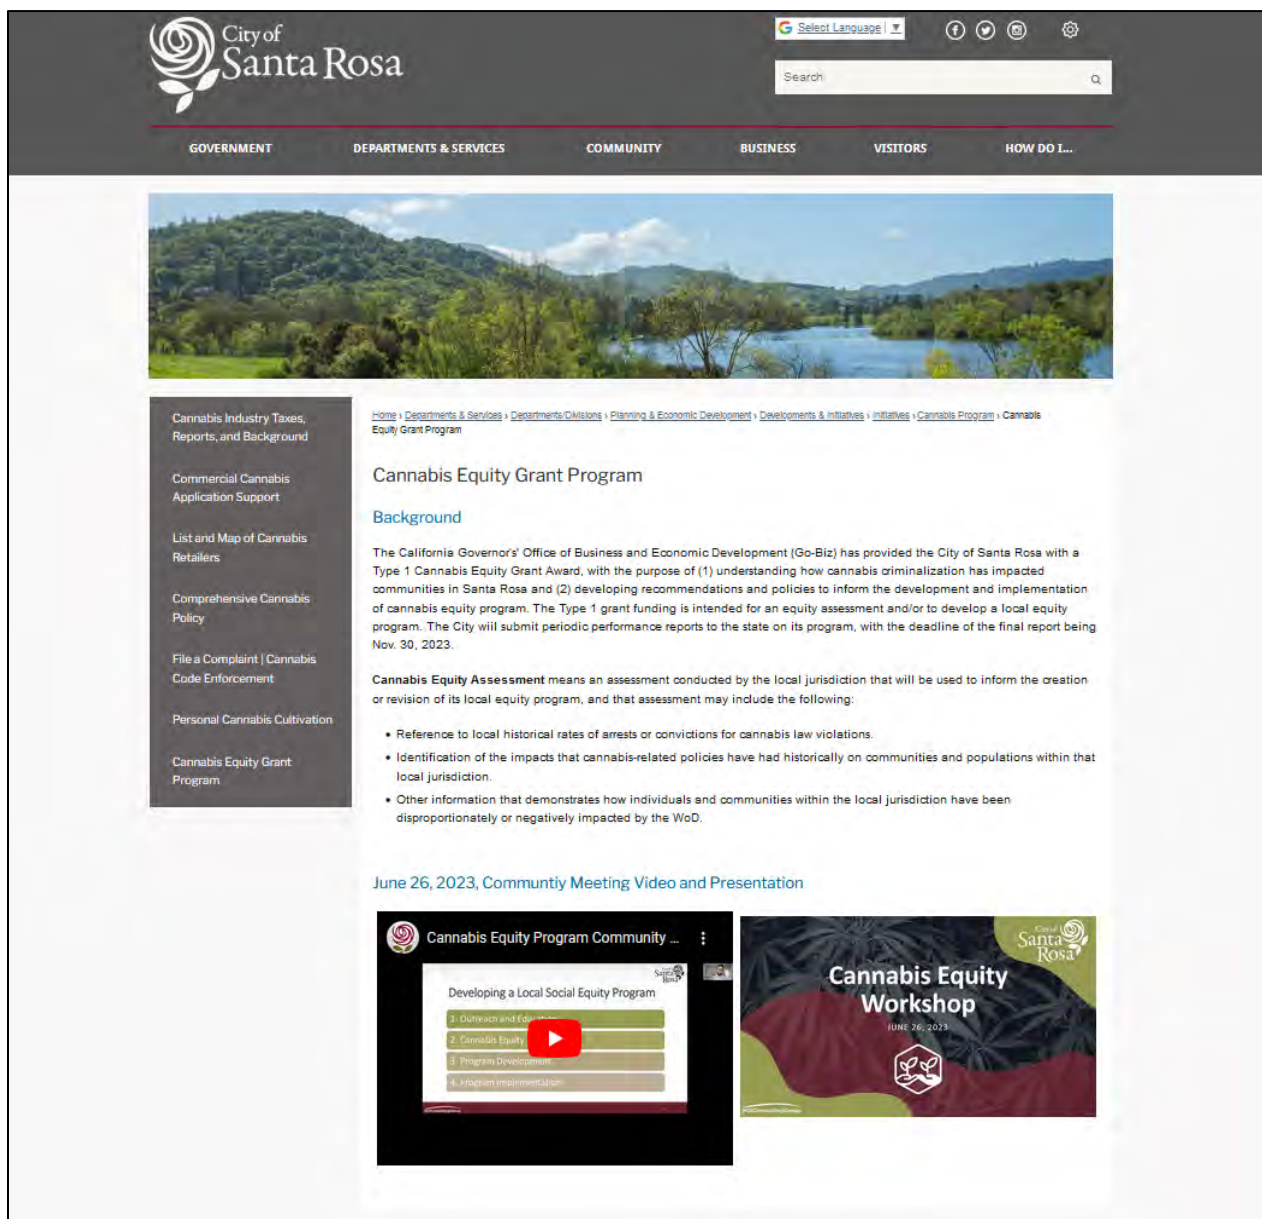 City of
Santa Rosa
Select Language | ▼
Search
GOVERNMENT
DEPARTMENTS & SERVICES
COMMUNITY
BUSINESS
VISITORS
HOW DO I...
Cannabis Industry Taxes,
Reports, and Background
Commercial Cannabis
Application Support
List and Map of Cannabis
Retailers
Comprehensive Cannabis
Policy
File a Complaint | Cannabis
Code Enforcement
Personal Cannabis Cultivation
Cannabis Equity Grant
Program
Home › Departments & Services › Departments/Divisions › Planning & Economic Development › Developments & Initiatives › Initiatives › Cannabis Program › Cannabis
Equity Grant Program
Cannabis Equity Grant Program
Background
The California Governor's' Office of Business and Economic Development (Go-Biz) has provided the City of Santa Rosa with a
Type 1 Cannabis Equity Grant Award, with the purpose of (1) understanding how cannabis criminalization has impacted
communities in Santa Rosa and (2) developing recommendations and policies to inform the development and implementation
of cannabis equity program. The Type 1 grant funding is intended for an equity assessment and/or to develop a local equity
program. The City will submit periodic performance reports to the state on its program, with the deadline of the final report being
Nov. 30, 2023.
Cannabis Equity Assessment means an assessment conducted by the local jurisdiction that will be used to inform the creation
or revision of its local equity program, and that assessment may include the following:
• Reference to local historical rates of arrests or convictions for cannabis law violations.
• Identification of the impacts that cannabis-related policies have had historically on communities and populations within that
local jurisdiction.
• Other information that demonstrates how individuals and communities within the local jurisdiction have been
disproportionately or negatively impacted by the WoD.
June 26, 2023, Communtiy Meeting Video and Presentation
Cannabis Equity Program Community ...
Santa Rosa
Developing a Local Social Equity Program
1. Outreach and
2. Cannabis Equity
3. Program Development
4. Program Implementation
City of
Santa
Rosa
Cannabis Equity
Workshop
JUNE 26, 2023